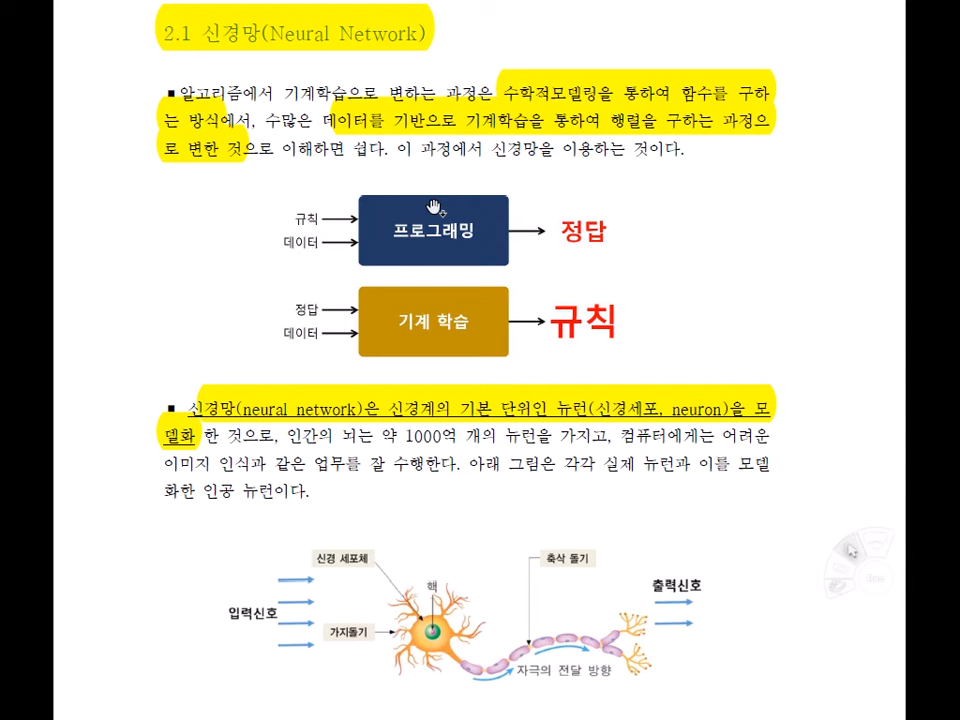 2.1 신경망(Neural Network)
■알고리즘에서 기계학습으로 변하는 과정은 수학적모델링을 통하여 함수를 구하
는 방식에서, 수많은 데이터를 기반으로 기계학습을 통하여 행렬을 구하는 과정으
로 변한 것으로 이해하면 쉽다. 이 과정에서 신경망을 이용하는 것이다.
규칙
데이터
프로그래밍
정답
정답
데이터
기계 학습
규칙
■ 신경망(neural network)은 신경계의 기본 단위인 뉴런(신경세포, neuron)을 모
델화 한 것으로, 인간의 뇌는 약 1000억 개의 뉴런을 가지고, 컴퓨터에게는 어려운
이미지 인식과 같은 업무를 잘 수행한다. 아래 그림은 각각 실제 뉴런과 이를 모델
화한 인공 뉴런이다.
신경 세포체
축삭 돌기
핵
출력신호
입력신호
가지돌기
자극의 전달 방향